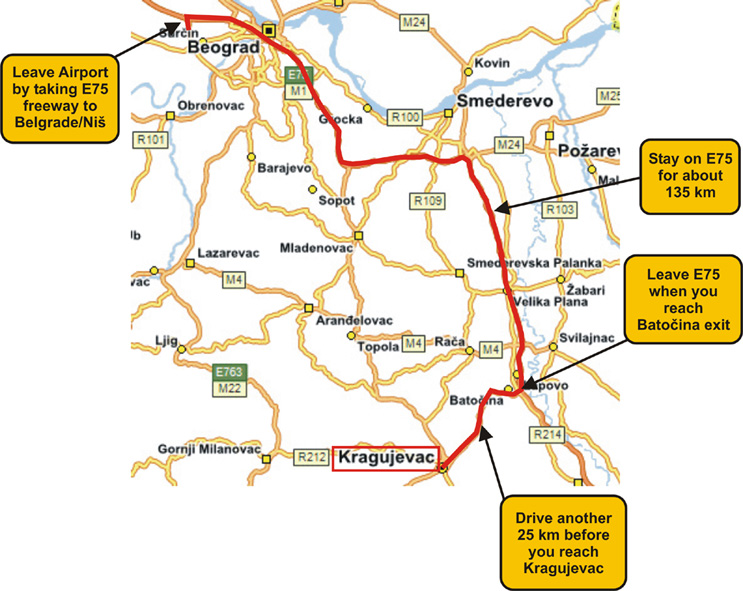 M24
Surčin
Beograd
Kovin
Leave Airport
by taking E75
freeway to
Belgrade/Niš
M1
Smederevo
Obrenovac
Grocka
R100
R101
M24
Požarev
Barajevo
Stay on E75
for about
135 km
Sopot
R109
R103
Mladenovac
Lazarevac
Smederevska Palanka
M4
Leave E75
when you
reach
Batočina exit
Žabari
Velika Plana
Aranđelovac
Ljig
Topola
M4
Rača
M4
Svilajnac
E763
M22
Batočina
R214
Gornji Milanovac
R212
Kragujevac
Drive another
25 km before
you reach
Kragujevac